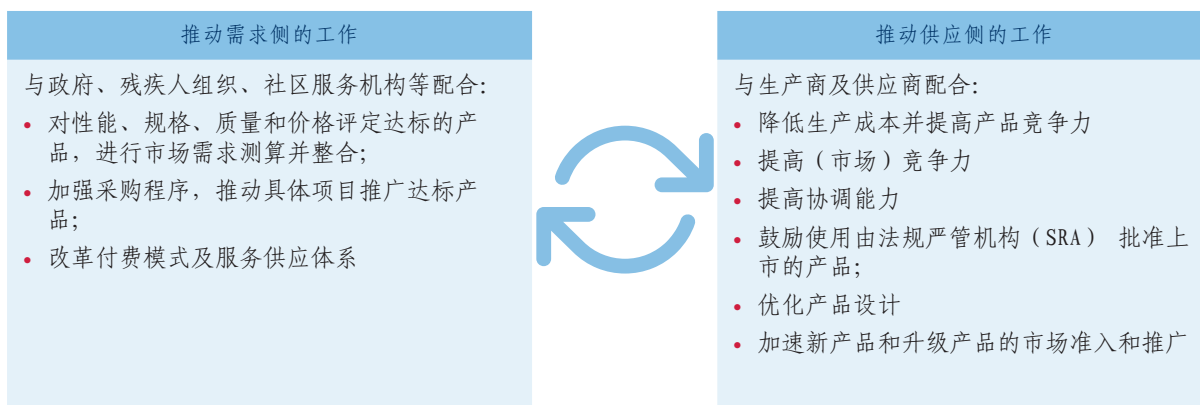 推动需求侧的工作
与政府、残疾人组织、社区服务机构等配合:
• 对性能、规格、质量和价格评定达标的产
品，进行市场需求测算并整合;
• 加强采购程序，推动具体项目推广达标产
品;
• 改革付费模式及服务供应体系
推动供应侧的工作
与生产商及供应商配合:
• 降低生产成本并提高产品竞争力
• 提高（市场）竞争力
• 提高协调能力
• 鼓励使用由法规严管机构（SRA） 批准上
市的产品;
• 优化产品设计
• 加速新产品和升级产品的市场准入和推广